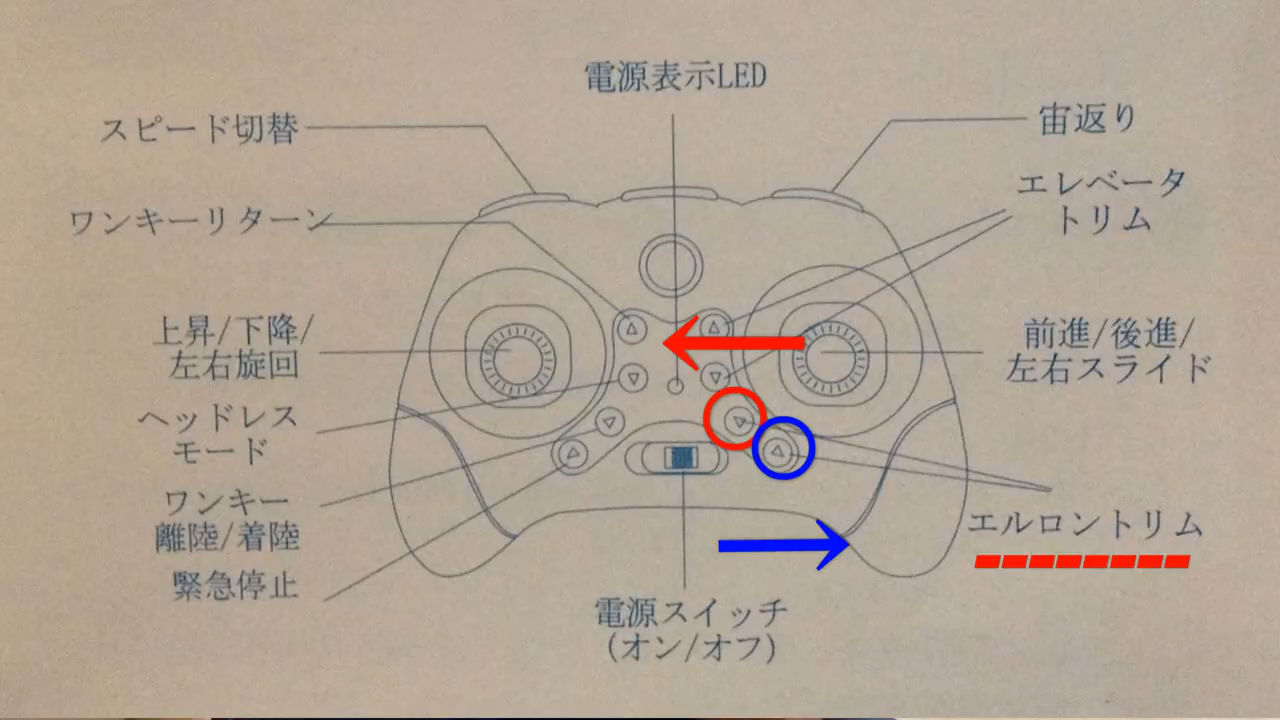 電源表示LED
スピード切替
宙返り
ワンキーリターン
エレベータ
トリム
上昇/下降/
左右旋回
前進/後進/
左右スライド
ヘッドレス
モード
ワンキー
離陸/着陸
エルロントリム
緊急停止
電源スイッチ
(オン/オフ)